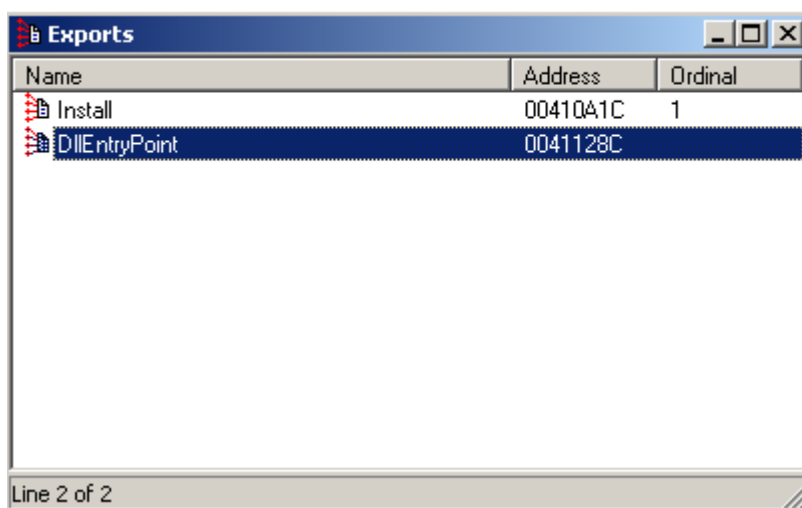 Exports
Name Address Ordinal
Install 00410A1C 1
DllEntryPoint 0041128C
Line 2 of 2